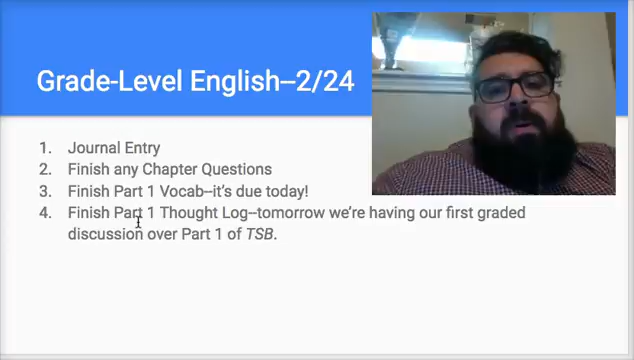 Grade-Level English--2/24
1. Journal Entry
2. Finish any Chapter Questions
3. Finish Part 1 Vocab--it's due today!
4. Finish Part 1 Thought Log--tomorrow we're having our first graded
discussion over Part 1 of TSB.